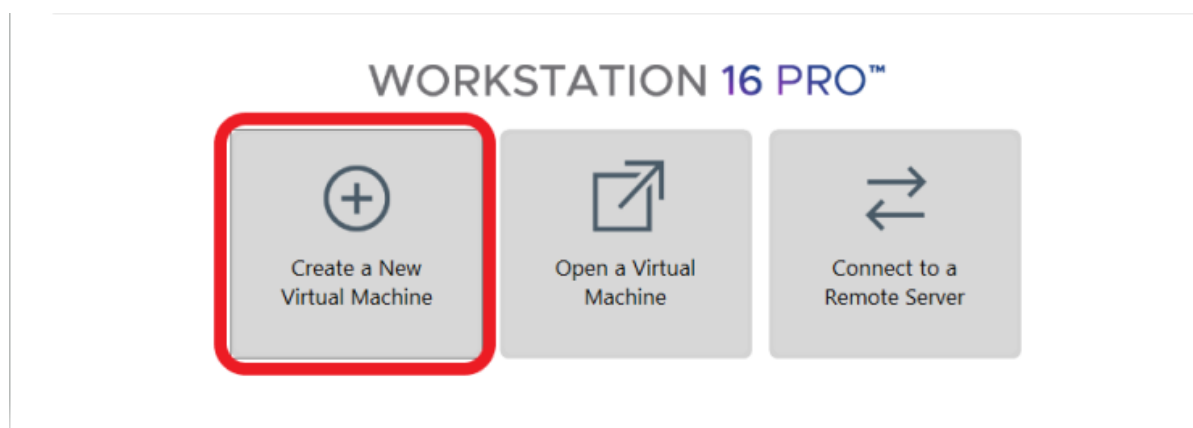 WORKSTATION 16 PRO™
Create a New
Virtual Machine
Open a Virtual
Machine
Connect to a
Remote Server